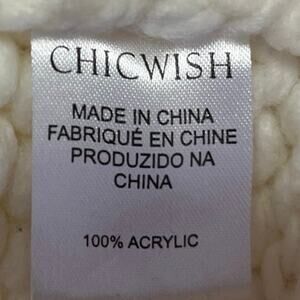 CHICWISH
MADE IN CHINA
FABRIQUÉ EN CHINE
PRODUZIDO NA
CHINA
100% ACRYLIC